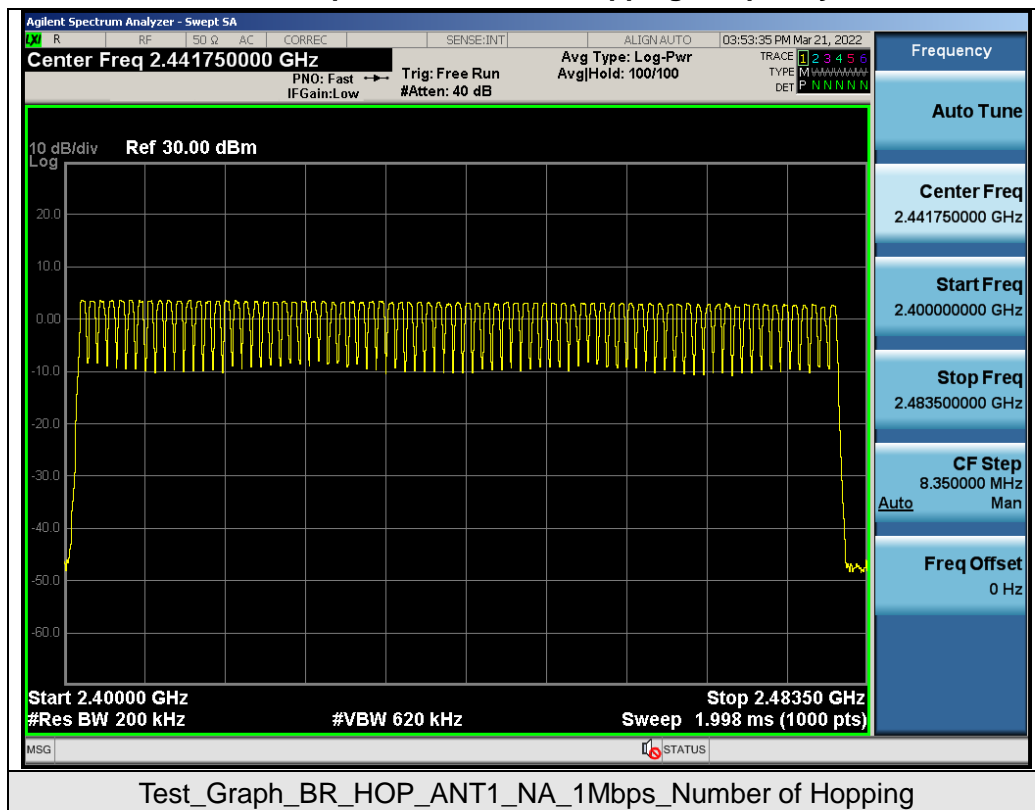 Agilent Spectrum Analyzer - Swept SA
LXI R RF 50 Ω AC CORREC SENSE:INT ALIGN AUTO 03:53:35 PM Mar 21, 2022
Center Freq 2.441750000 GHz
PNO: Fast
IFGain:Low
Trig: Free Run
#Atten: 40 dB
Avg Type: Log-Pwr
Avg|Hold: 100/100
TRACE 1 2 3 4 5 6
TYPE M
DET P N N N N N
10 dB/div Ref 30.00 dBm
Log
20.0
10.0
0.00
-10.0
-20.0
-30.0
-40.0
-50.0
-60.0
Start 2.40000 GHz Stop 2.48350 GHz
#Res BW 200 kHz #VBW 620 kHz Sweep 1.998 ms (1000 pts)
MSG STATUS
Frequency
Auto Tune
Center Freq
2.441750000 GHz
Start Freq
2.400000000 GHz
Stop Freq
2.483500000 GHz
CF Step
8.350000 MHz
Auto Man
Freq Offset
0 Hz
Test_Graph_BR_HOP_ANT1_NA_1Mbps_Number of Hopping